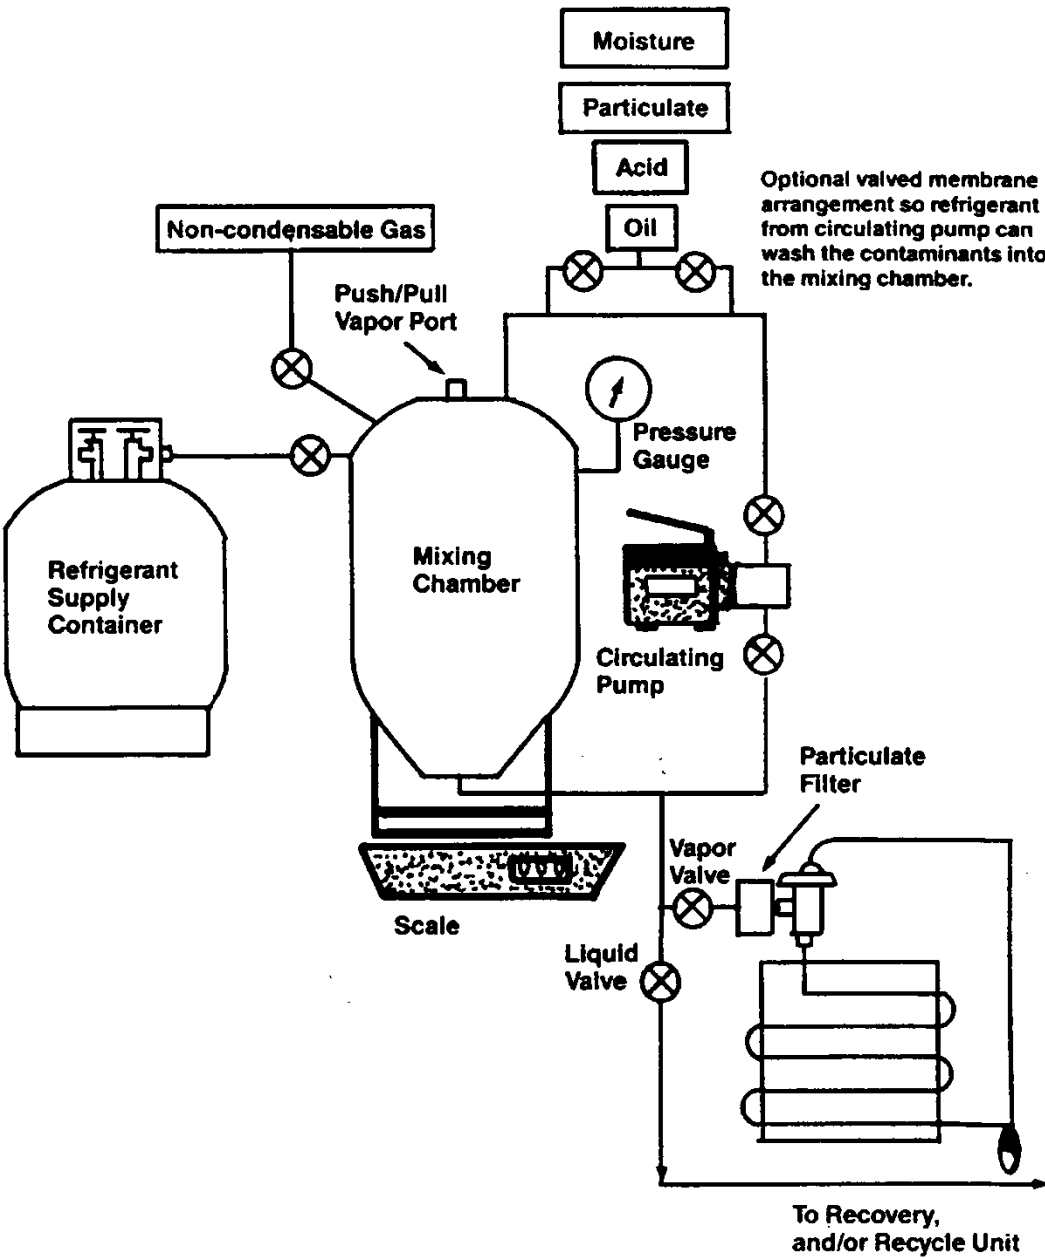 Moisture
Particulate
Acid
Oil
Optional valved membrane
arrangement so refrigerant
from circulating pump can
wash the contaminants into
the mixing chamber.
Non-condensable Gas
Push/Pull
Vapor Port
Pressure
Gauge
Refrigerant
Supply
Container
Mixing
Chamber
Circulating
Pump
Particulate
Filter
Vapor
Valve
Scale
Liquid
Valve
To Recovery,
and/or Recycle Unit